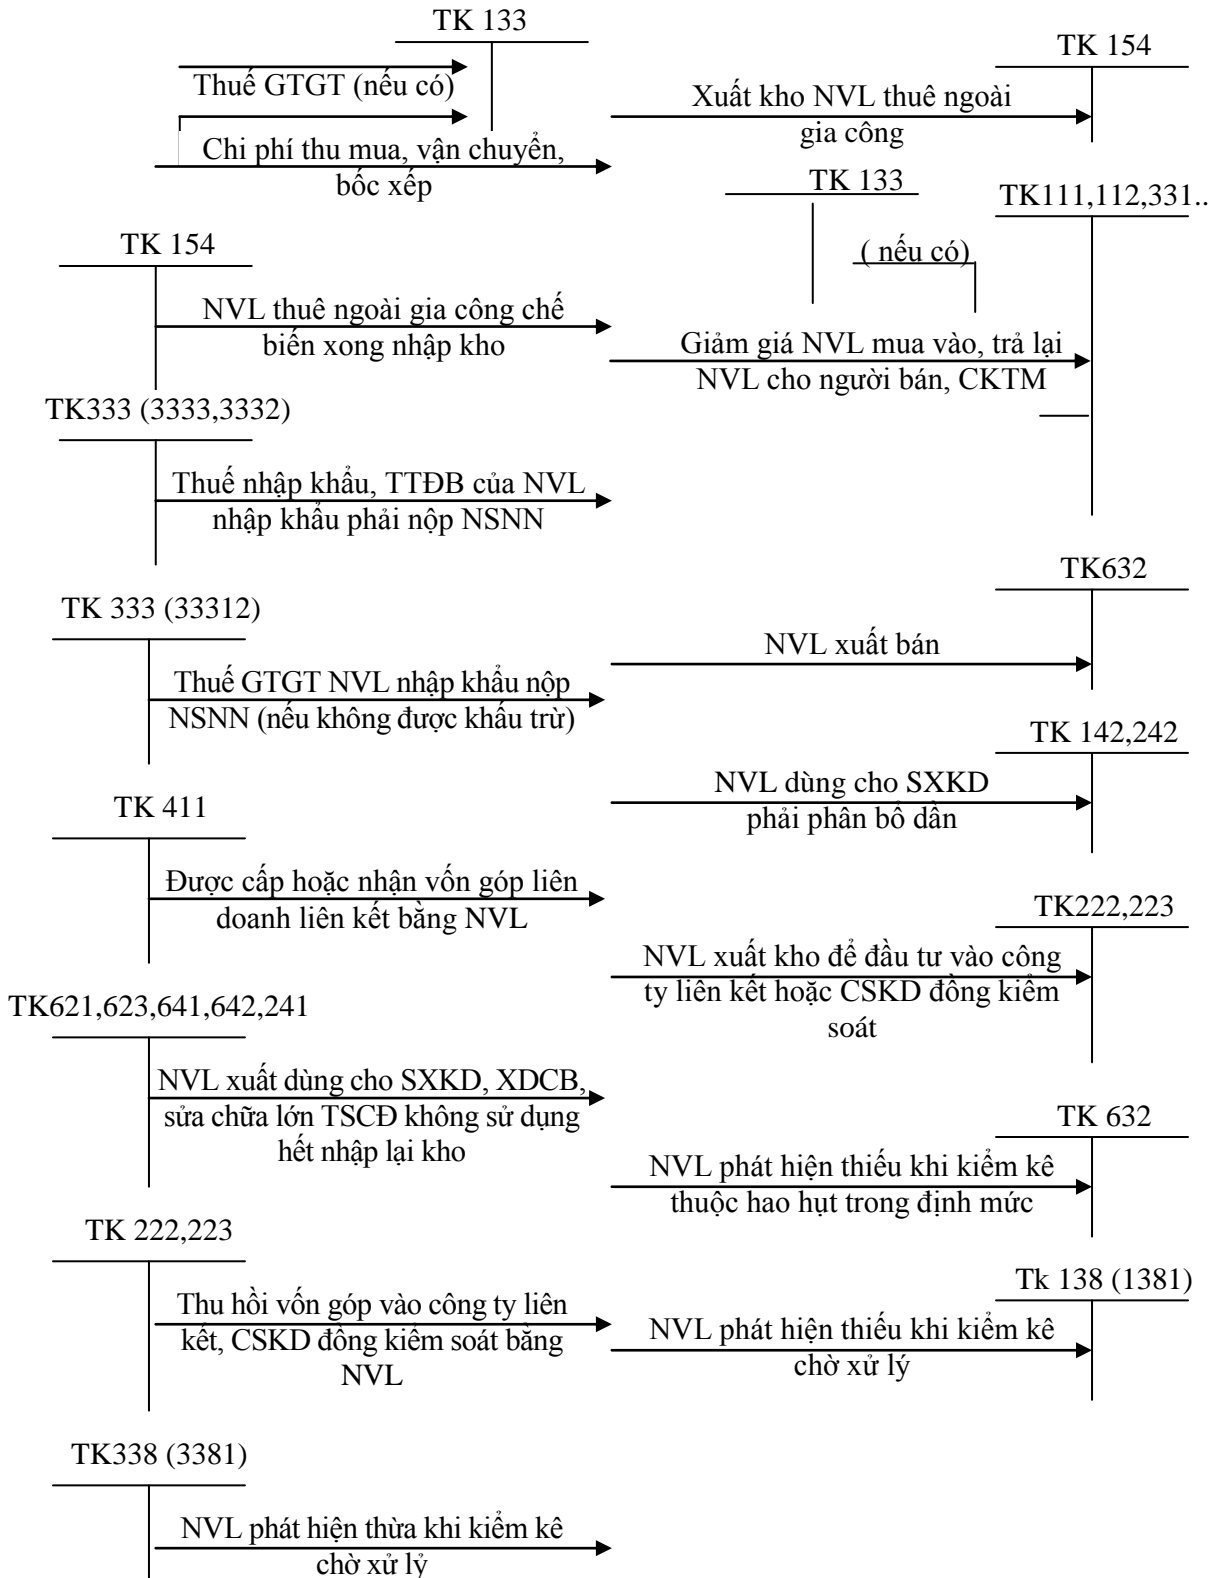 TK 133
Thuế GTGT (nếu có)
Chi phí thu mua, vận chuyển,
bốc xếp
TK 154
Xuất kho NVL thuê ngoài
gia công
TK 133
TK111,112,331..
( nếu có)
TK 154
NVL thuê ngoài gia công chế
biến xong nhập kho
Giảm giá NVL mua vào, trả lại
NVL cho người bán, CKTM
TK333 (3333,3332)
Thuế nhập khẩu, TTĐB của NVL
nhập khẩu phải nộp NSNN
TK632
NVL xuất bán
TK 333 (33312)
Thuế GTGT NVL nhập khẩu nộp
NSNN (nếu không được khấu trừ)
TK 142,242
NVL dùng cho SXKD
phải phân bổ dần
TK 411
Được cấp hoặc nhận vốn góp liên
doanh liên kết bằng NVL
TK222,223
NVL xuất kho để đầu tư vào công
ty liên kết hoặc CSKD đồng kiểm
soát
TK621,623,641,642,241
NVL xuất dùng cho SXKD, XDCB,
sửa chữa lớn TSCĐ không sử dụng
hết nhập lại kho
TK 632
NVL phát hiện thiếu khi kiểm kê
thuộc hao hụt trong định mức
TK 222,223
Thu hồi vốn góp vào công ty liên
kết, CSKD đồng kiểm soát bằng
NVL
Tk 138 (1381)
NVL phát hiện thiếu khi kiểm kê
chờ xử lý
TK338 (3381)
NVL phát hiện thừa khi kiểm kê
chờ xử lý